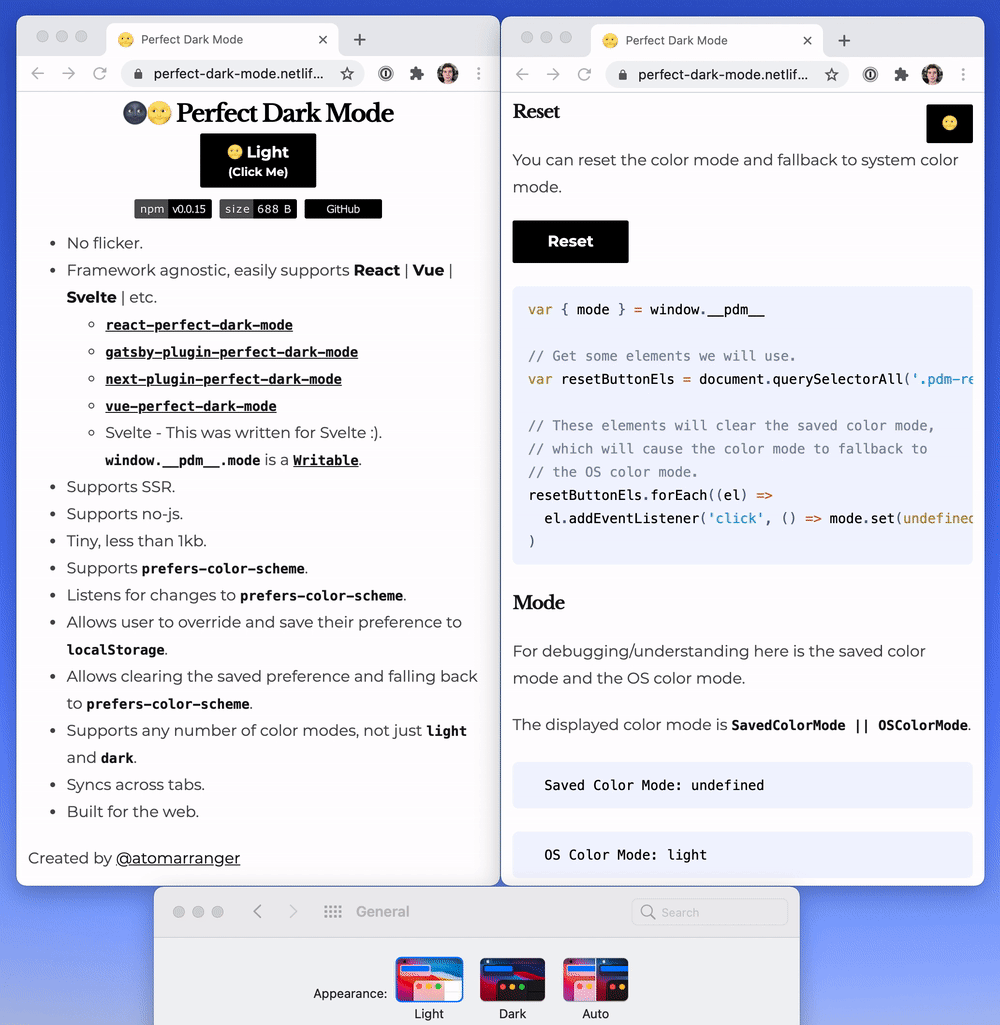 Perfect Dark Mode
perfect-dark-mode.netlif...
Perfect Dark Mode
Light
(Click Me)
npm v0.0.15 size 688 B GitHub
No flicker.
Framework agnostic, easily supports React | Vue |
Svelte | etc.
react-perfect-dark-mode
gatsby-plugin-perfect-dark-mode
next-plugin-perfect-dark-mode
vue-perfect-dark-mode
Svelte - This was written for Svelte :).
window.__pdm__.mode is a Writable.
Supports SSR.
Supports no-js.
Tiny, less than 1kb.
Supports prefers-color-scheme.
Listens for changes to prefers-color-scheme.
Allows user to override and save their preference to
localStorage.
Allows clearing the saved preference and falling back
to prefers-color-scheme.
Supports any number of color modes, not just light
and dark.
Syncs across tabs.
Built for the web.
Created by @atomarranger
Perfect Dark Mode
perfect-dark-mode.netlif...
Reset
You can reset the color mode and fallback to system color
mode.
Reset
var { mode } = window.__pdm__
// Get some elements we will use.
var resetButtonEls = document.querySelectorAll('.pdm-re
// These elements will clear the saved color mode,
// which will cause the color mode to fallback to
// the OS color mode.
resetButtonEls.forEach((el) =>
el.addEventListener('click', () => mode.set(undefined
)
Mode
For debugging/understanding here is the saved color
mode and the OS color mode.
The displayed color mode is SavedColorMode || OSColorMode.
Saved Color Mode: undefined
OS Color Mode: light
General
Search
Appearance:
Light Dark Auto